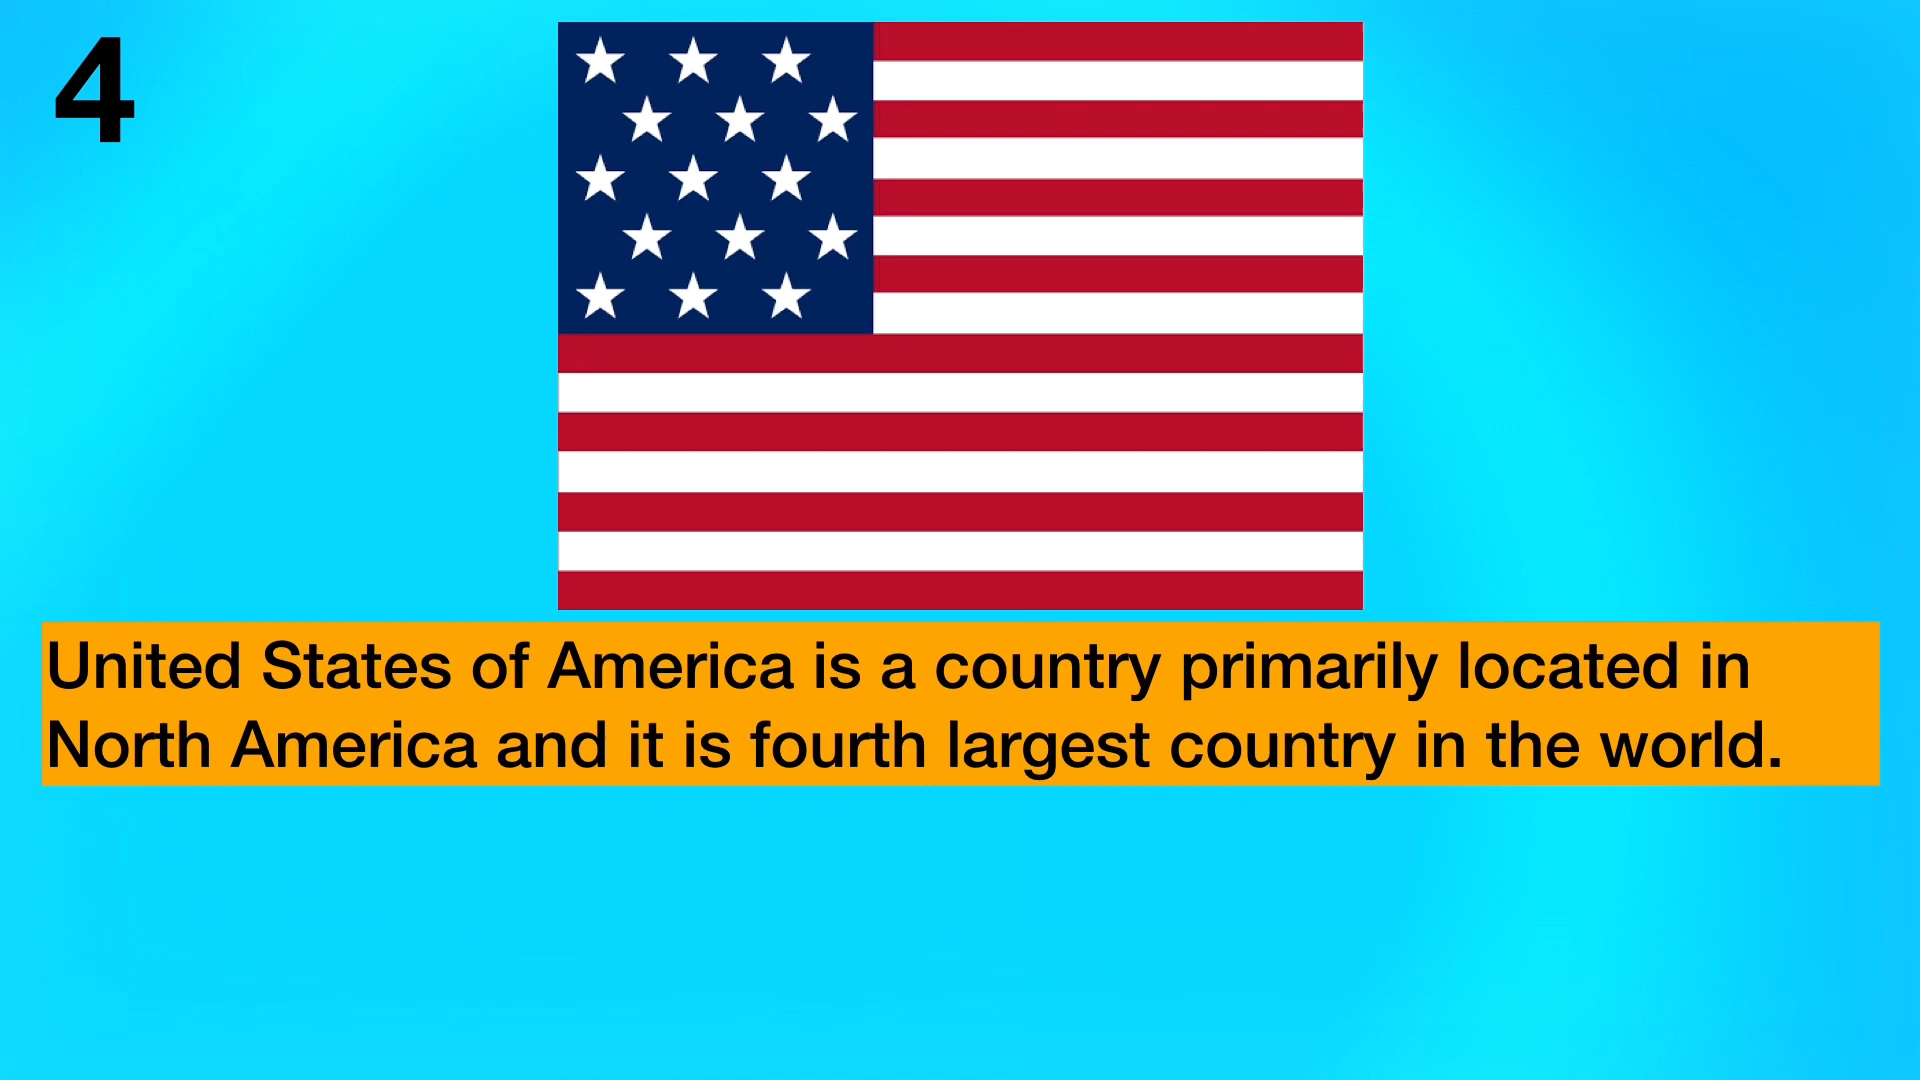 4
United States of America is a country primarily located in
North America and it is fourth largest country in the world.